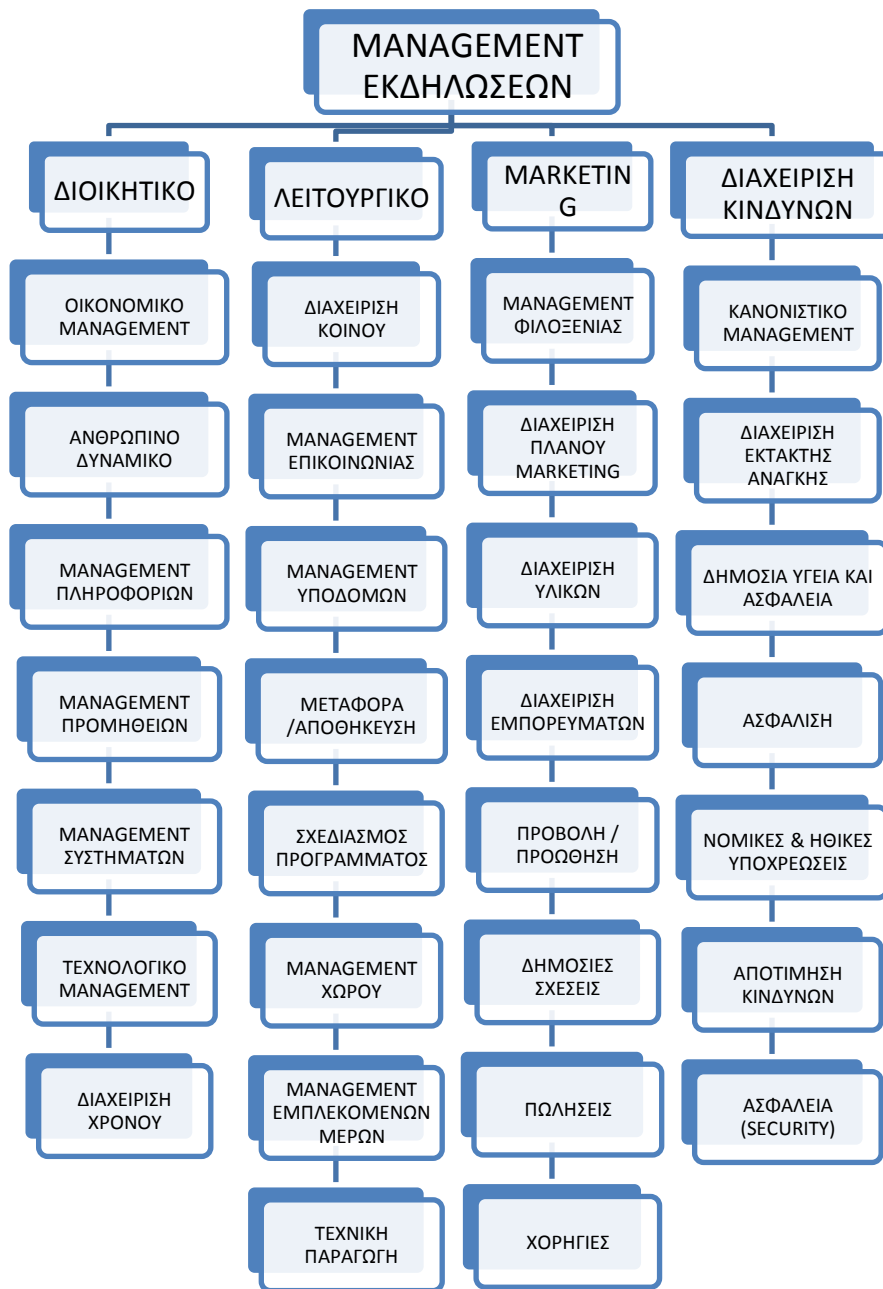 MANAGEMENT
ΕΚΔΗΛΩΣΕΩΝ
ΔΙΟΙΚΗΤΙΚΟ
ΟΙΚΟΝΟΜΙΚΟ
MANAGEMENT
ΑΝΘΡΩΠΙΝΟ
ΔΥΝΑΜΙΚΟ
MANAGEMENT
ΠΛΗΡΟΦΟΡΙΩΝ
MANAGEMENT
ΠΡΟΜΗΘΕΙΩΝ
MANAGEMENT
ΣΥΣΤΗΜΑΤΩΝ
ΤΕΧΝΟΛΟΓΙΚΟ
MANAGEMENT
ΔΙΑΧΕΙΡΙΣΗ
ΧΡΟΝΟΥ
ΛΕΙΤΟΥΡΓΙΚΟ
ΔΙΑΧΕΙΡΙΣΗ
ΚΟΙΝΟΥ
MANAGEMENT
ΕΠΙΚΟΙΝΩΝΙΑΣ
MANAGEMENT
ΥΠΟΔΟΜΩΝ
ΜΕΤΑΦΟΡΑ
/ΑΠΟΘΗΚΕΥΣΗ
ΣΧΕΔΙΑΣΜΟΣ
ΠΡΟΓΡΑΜΜΑΤΟΣ
MANAGEMENT
ΧΩΡΟΥ
MANAGEMENT
ΕΜΠΛΕΚΟΜΕΝΩΝ
ΜΕΡΩΝ
ΤΕΧΝΙΚΗ
ΠΑΡΑΓΩΓΗ
MARKETIN
G
MANAGEMENT
ΦΙΛΟΞΕΝΙΑΣ
ΔΙΑΧΕΙΡΙΣΗ
ΠΛΑΝΟΥ
MARKETING
ΔΙΑΧΕΙΡΙΣΗ
ΥΛΙΚΩΝ
ΔΙΑΧΕΙΡΙΣΗ
ΕΜΠΟΡΕΥΜΑΤΩΝ
ΠΡΟΒΟΛΗ /
ΠΡΟΩΘΗΣΗ
ΔΗΜΟΣΙΕΣ
ΣΧΕΣΕΙΣ
ΠΩΛΗΣΕΙΣ
ΧΟΡΗΓΙΕΣ
ΔΙΑΧΕΙΡΙΣΗ
ΚΙΝΔΥΝΩΝ
ΚΑΝΟΝΙΣΤΙΚΟ
MANAGEMENT
ΔΙΑΧΕΙΡΙΣΗ
ΕΚΤΑΚΤΗΣ
ΑΝΑΓΚΗΣ
ΔΗΜΟΣΙΑ ΥΓΕΙΑ ΚΑΙ
ΑΣΦΑΛΕΙΑ
ΑΣΦΑΛΙΣΗ
ΝΟΜΙΚΕΣ & ΗΘΙΚΕΣ
ΥΠΟΧΡΕΩΣΕΙΣ
ΑΠΟΤΙΜΗΣΗ
ΚΙΝΔΥΝΩΝ
ΑΣΦΑΛΕΙΑ
(SECURITY)